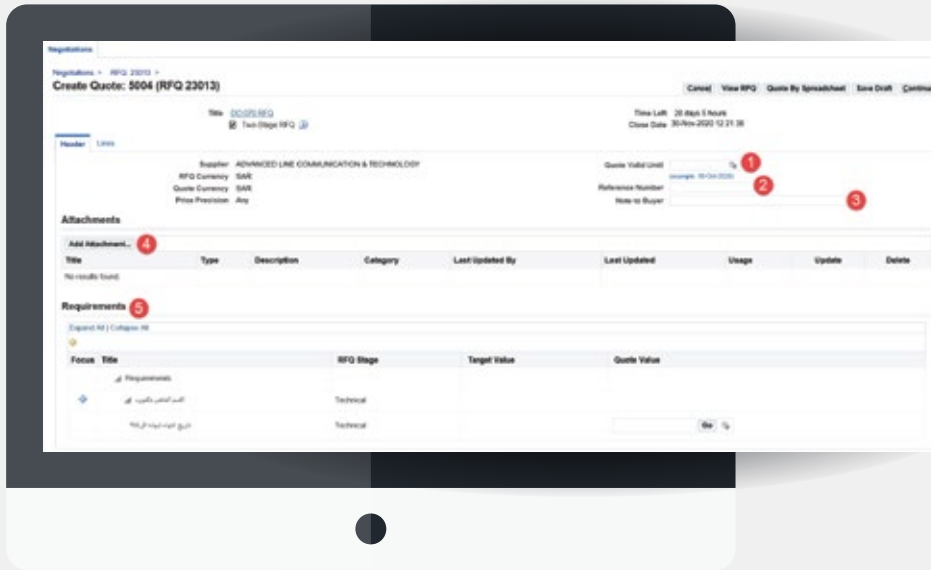 Negotiations
Negotiations > RFQ 23013 >
Create Quote: 5004 (RFQ 23013)
Cancel View RFQ Quote By Spreadsheet Save Draft Continue
Title
Two-Stage RFQ
Time Left 28 days 5 hours
Close Date 30-Nov-2020 12:21:36
Header Lines
Supplier ADVANCED LINE COMMUNICATION & TECHNOLOGY
RFQ Currency SAR
Quote Currency SAR
Price Precision Any
Quote Valid Until 1
Reference Number 2
Note to Buyer 3
Attachments
Add Attachment... 4
Title Type Description Category Last Updated By Last Updated Usage Update Delete
No results found.
Requirements 5
Expand All | Collapse All
Focus Title RFQ Stage Target Value Quote Value
Requirements
Technical
Technical Go